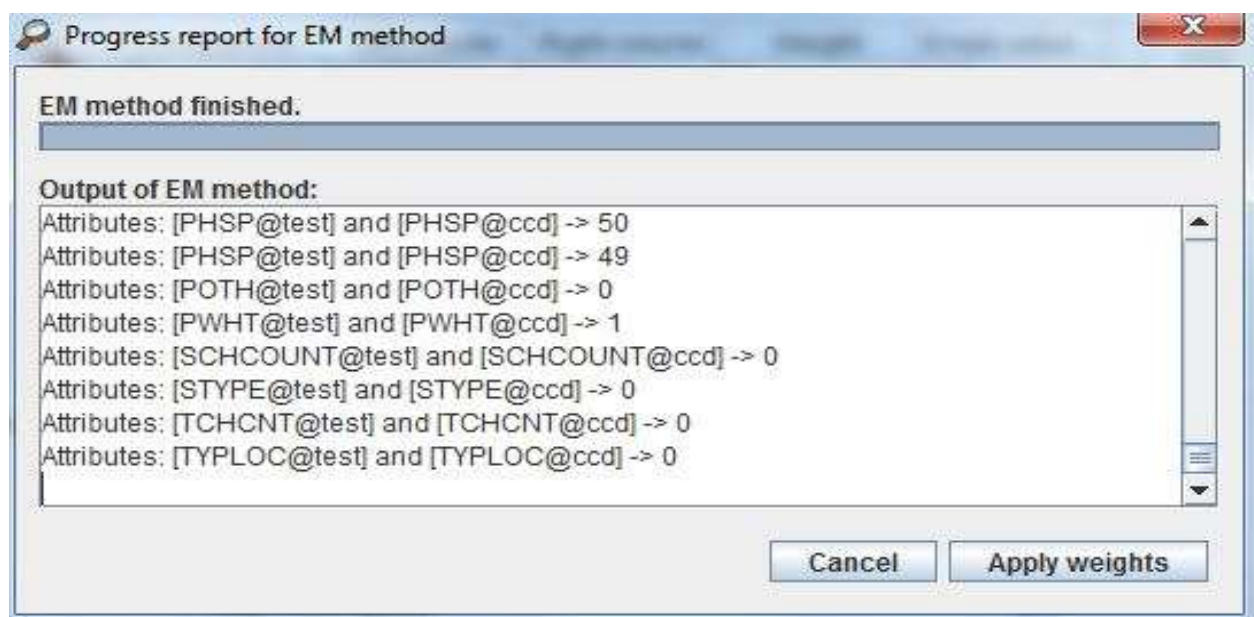 Progress report for EM method
EM method finished.
Output of EM method:
Attributes: [PHSP@test] and [PHSP@ccd] -> 50
Attributes: [PHSP@test] and [PHSP@ccd] -> 49
Attributes: [POTH@test] and [POTH@ccd] -> 0
Attributes: [PWHT@test] and [PWHT@ccd] -> 1
Attributes: [SCHCOUNT@test] and [SCHCOUNT@ccd] -> 0
Attributes: [STYPE@test] and [STYPE@ccd] -> 0
Attributes: [TCHCNT@test] and [TCHCNT@ccd] -> 0
Attributes: [TYPLOC@test] and [TYPLOC@ccd] -> 0
Cancel Apply weights